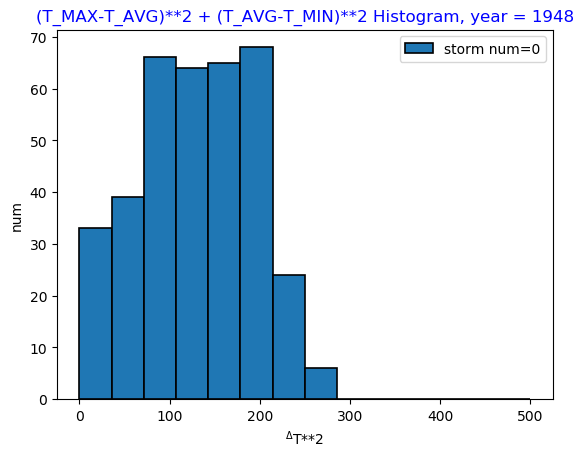 (T_MAX-T_AVG)**2 + (T_AVG-T_MIN)**2 Histogram, year = 1948
storm num=0
70
60
50
40
30
20
10
0
num
0 100 200 300 400 500
ΔT**2